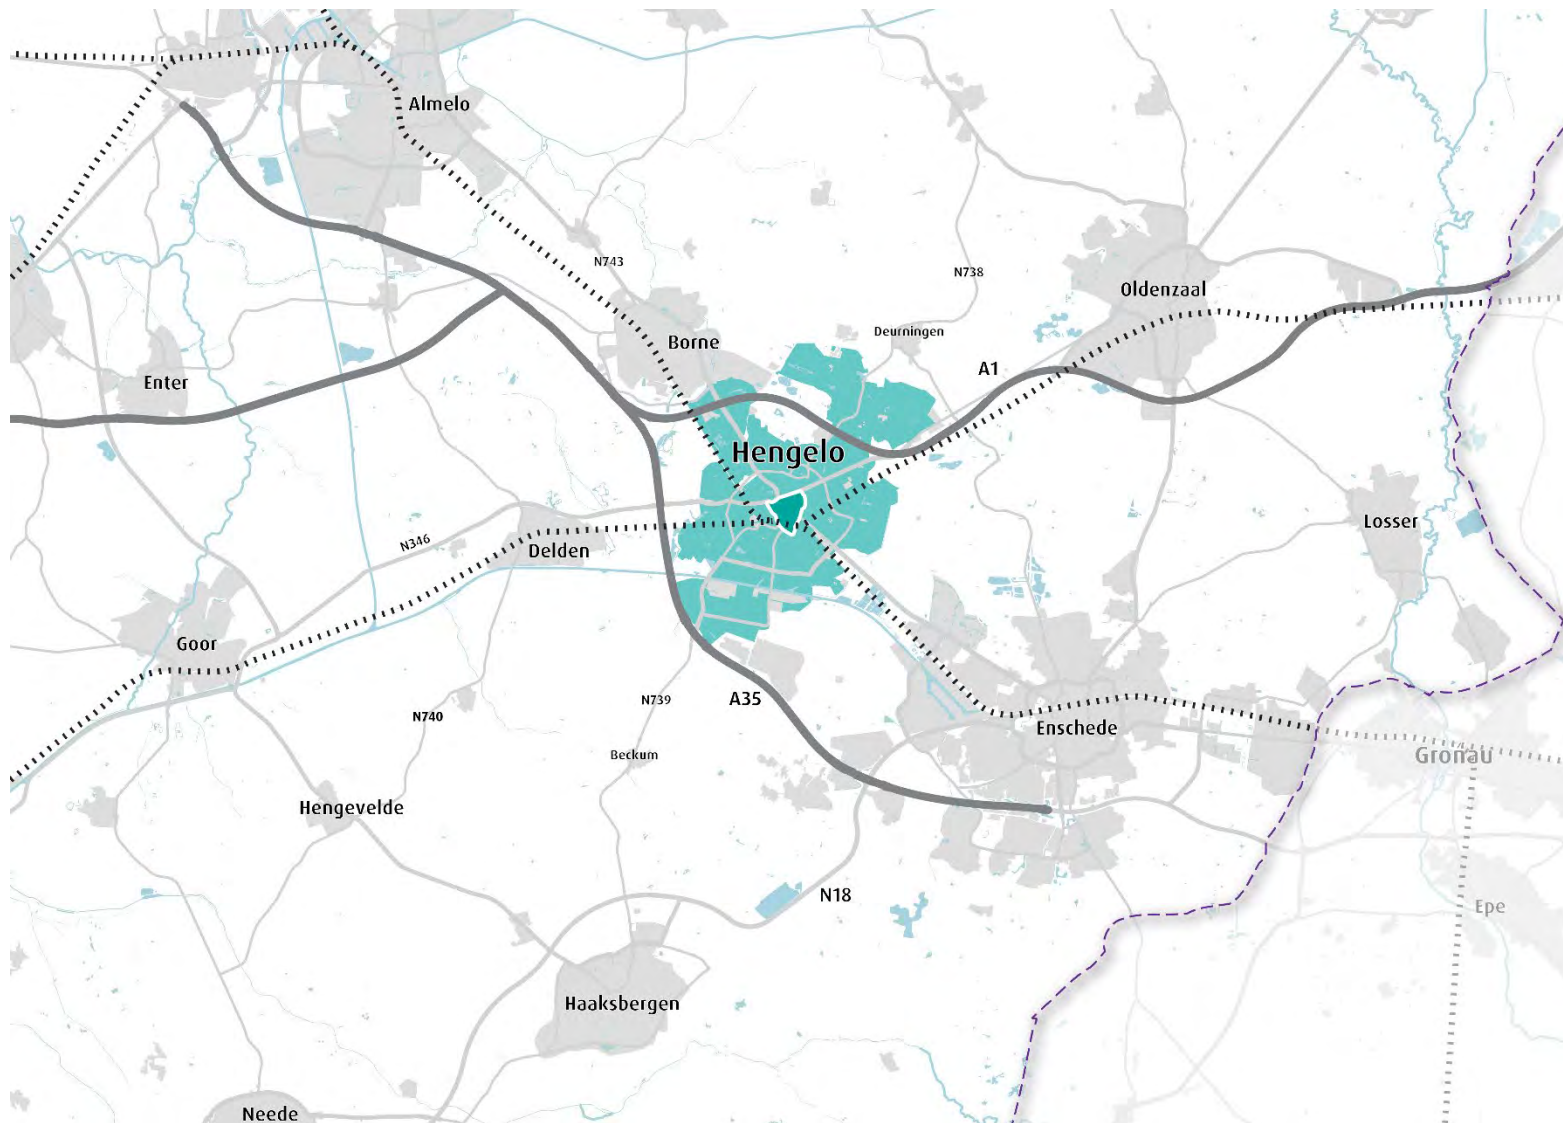 Almelo
N743
N738
Oldenzaal
Deurningen
Borne
A1
Enter
Hengelo
Losser
N346
Delden
Goor
N739
A35
N740
Enschede
Beckum
Gronau
Hengevelde
N18
Epe
Haaksbergen
Neede